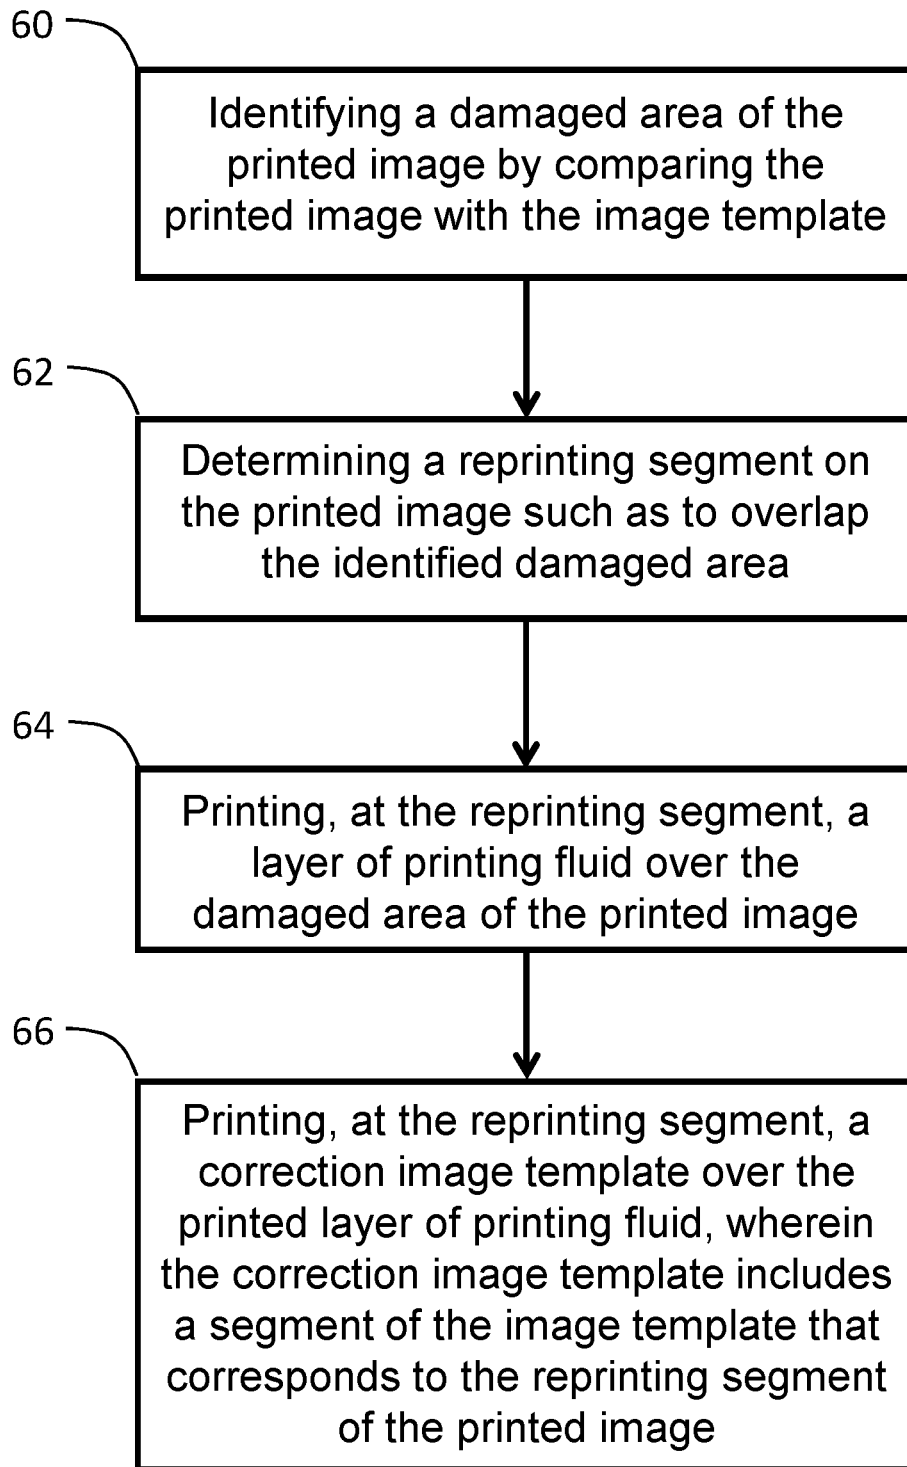 60
Identifying a damaged area of the
printed image by comparing the
printed image with the image template
62
Determining a reprinting segment on
the printed image such as to overlap
the identified damaged area
64
Printing, at the reprinting segment, a
layer of printing fluid over the
damaged area of the printed image
66
Printing, at the reprinting segment, a
correction image template over the
printed layer of printing fluid, wherein
the correction image template includes
a segment of the image template that
corresponds to the reprinting segment
of the printed image